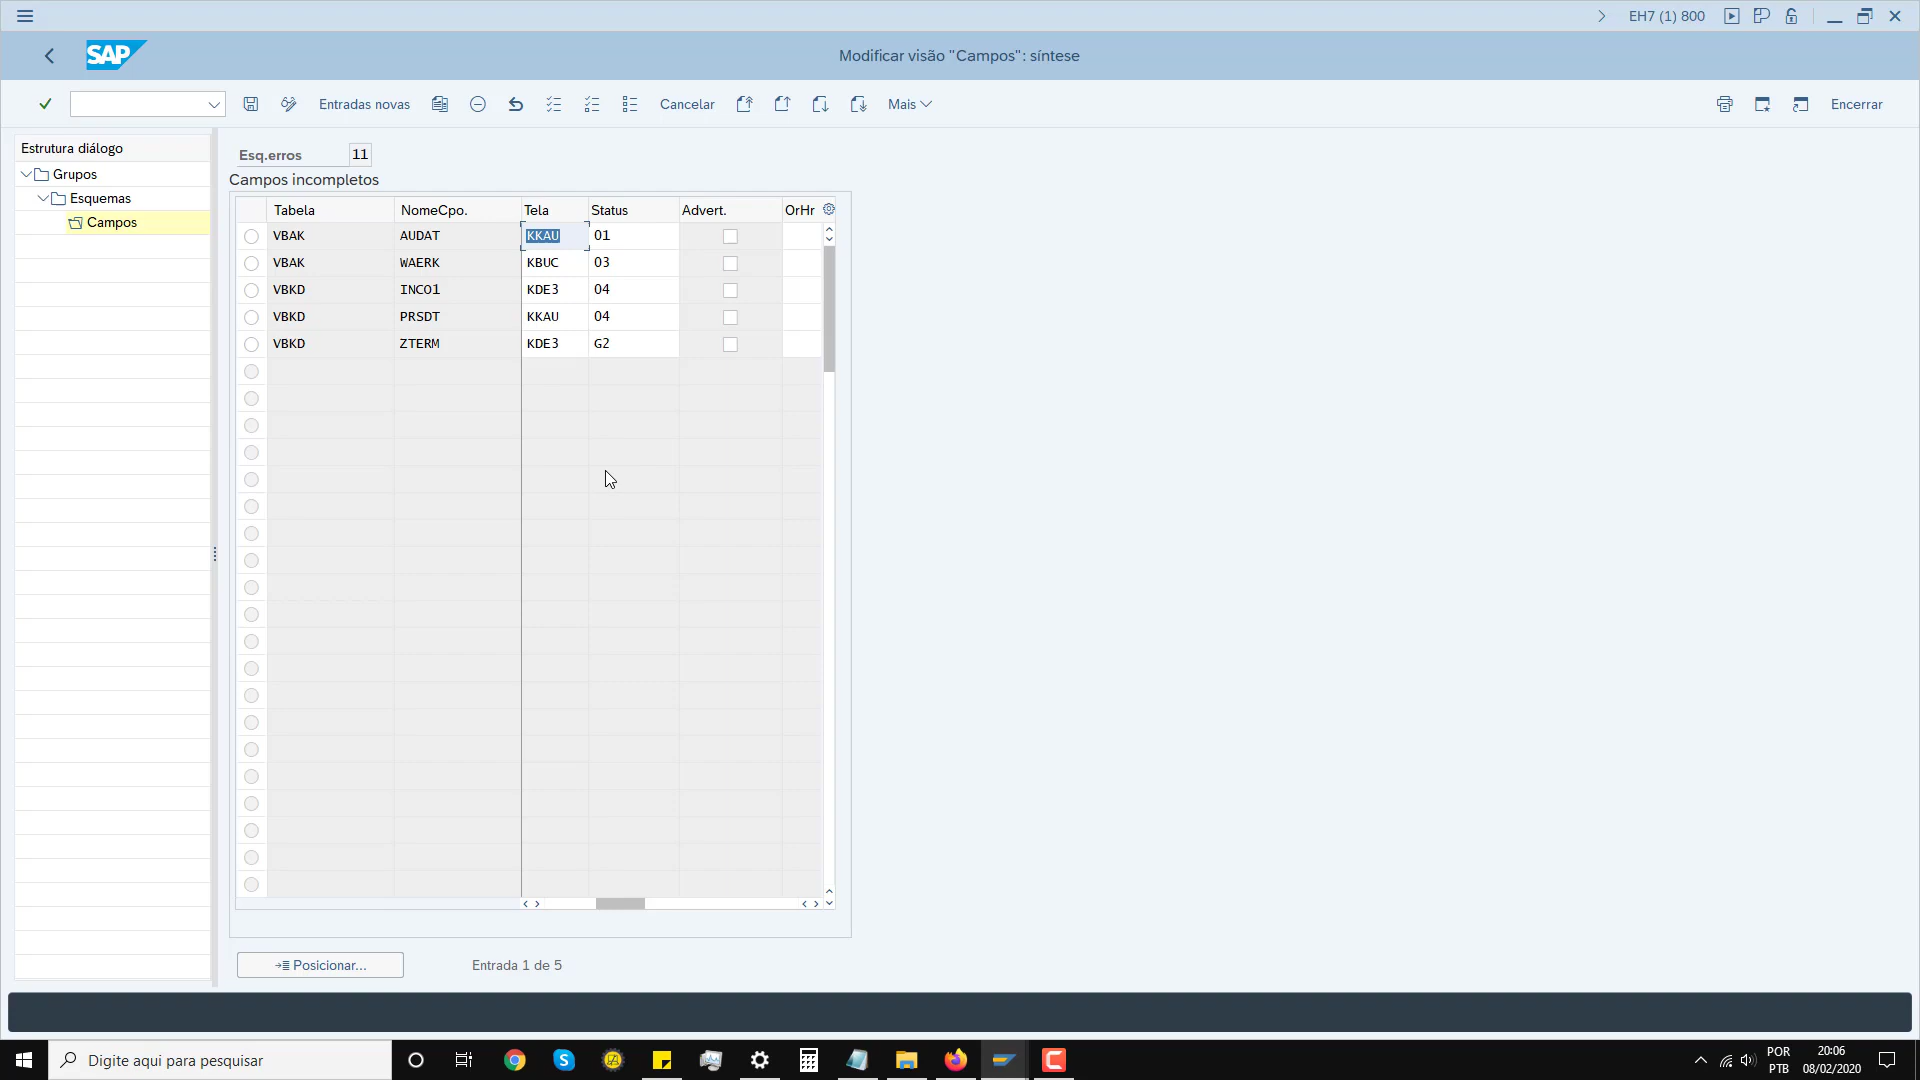 EH7 (1) 800
SAP
Modificar visão "Campos": síntese
Entradas novas
Cancelar
Mais
Encerrar
Estrutura diálogo
Grupos
Esquemas
Campos
Esq.erros 11
Campos incompletos
Tabela NomeCpo. Tela Status Advert. OrHr
VBAK AUDAT KKAU 01
VBAK WAERK KBUC 03
VBKD INCO1 KDE3 04
VBKD PRSDT KKAU 04
VBKD ZTERM KDE3 G2
Posicionar...
Entrada 1 de 5
Digite aqui para pesquisar
POR
PTB
20:06
08/02/2020